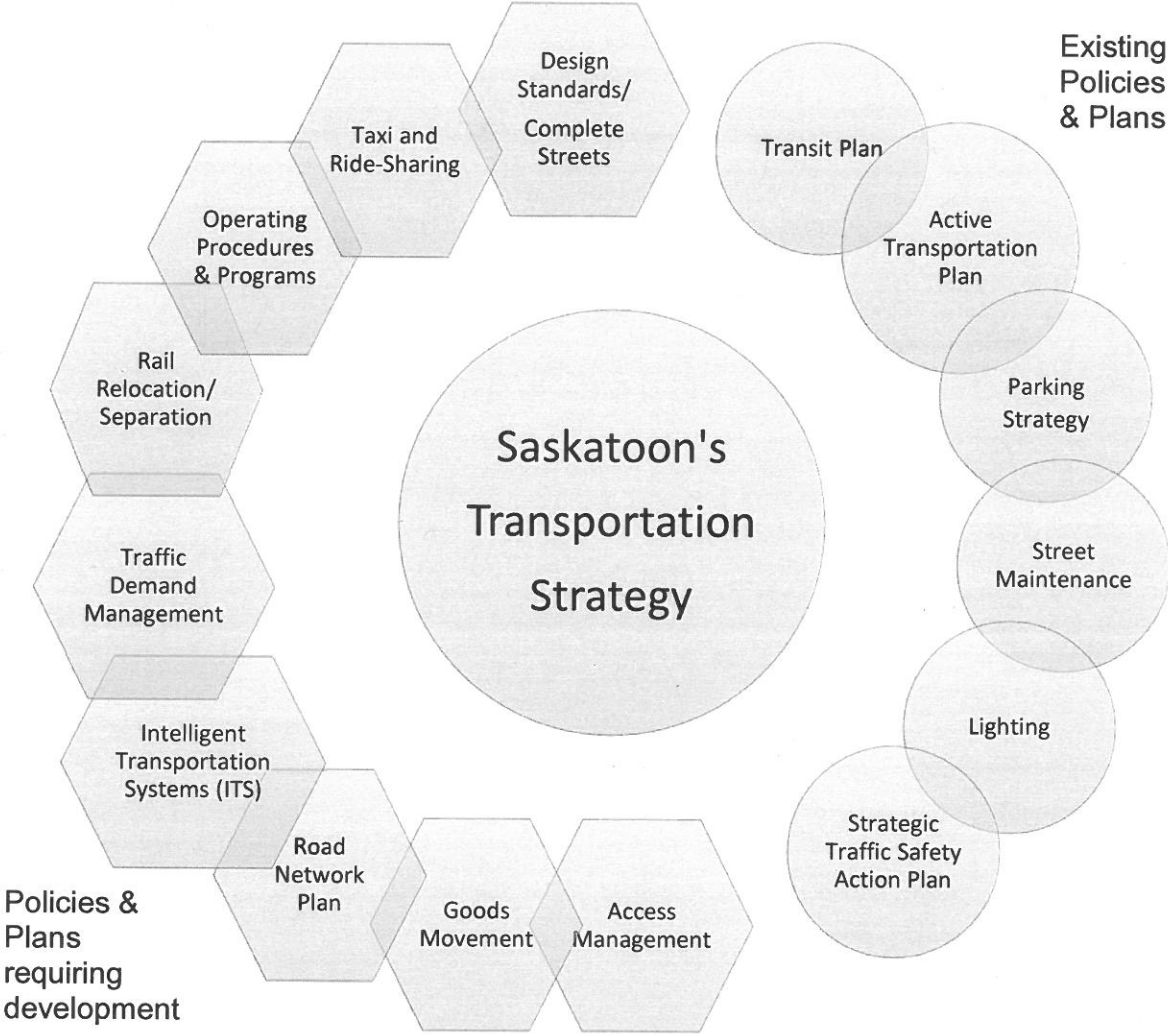 Existing
Policies
& Plans
Design
Standards/
Complete
Streets
Taxi and
Ride-Sharing
Operating
Procedures
& Programs
Rail
Relocation/
Separation
Traffic
Demand
Management
Intelligent
Transportation
Systems (ITS)
Road
Network
Plan
Goods
Movement
Access
Management
Transit Plan
Active
Transportation
Plan
Parking
Strategy
Street
Maintenance
Lighting
Strategic
Traffic Safety
Action Plan
Saskatoon's
Transportation
Strategy
Policies &
Plans
requiring
development